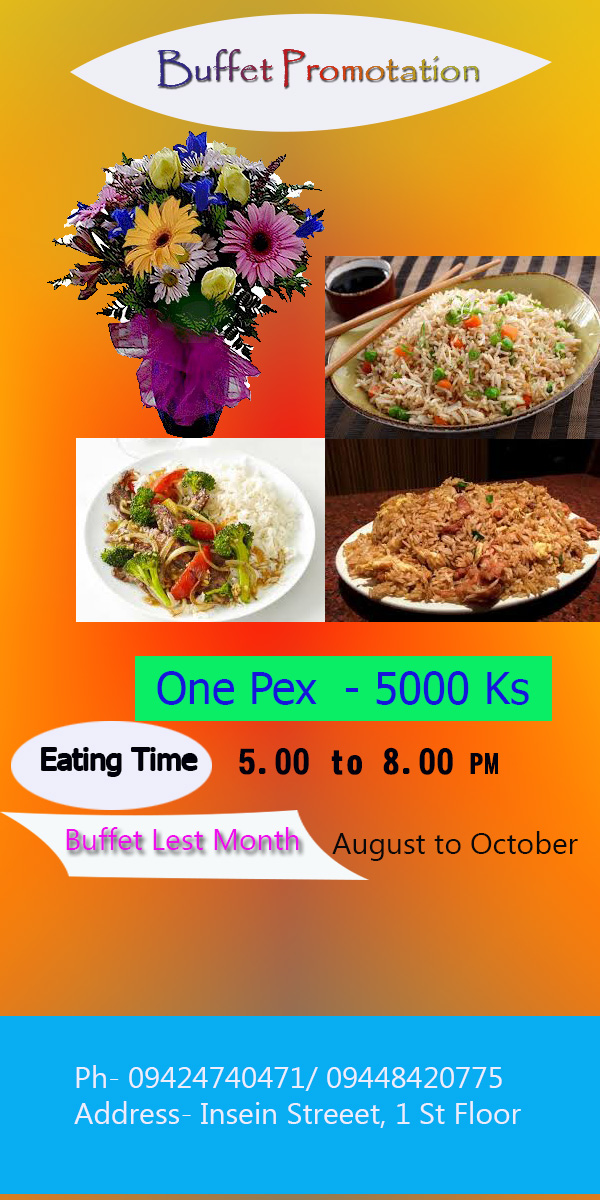 Buffet Promotation
One Pex - 5000 Ks
Eating Time 5.00 to 8.00 PM
Buffet Lest Month August to October
Ph- 09424740471/ 09448420775
Address- Insein Streeet, 1 St Floor